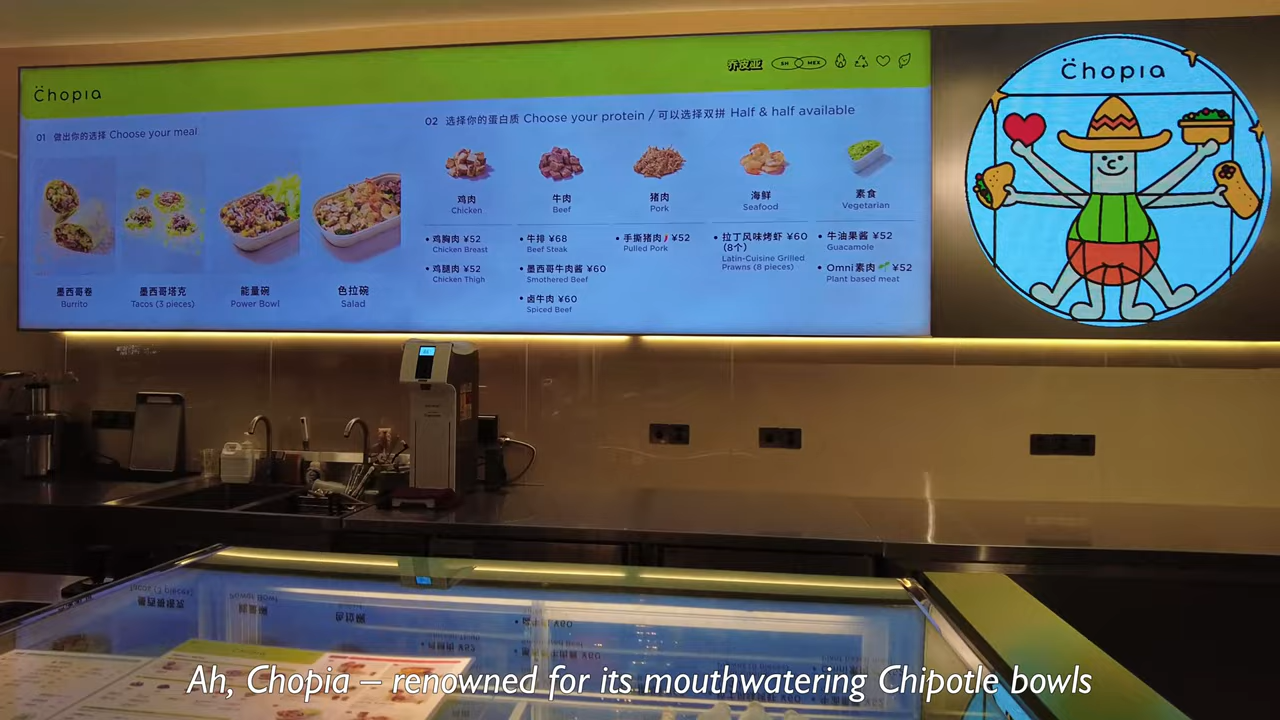 Chopia
乔皮亚 SH MEX
01 做出你的选择 Choose your meal
墨西哥卷
Burrito
墨西哥塔克
Tacos (3 pieces)
能量碗
Power Bowl
色拉碗
Salad
02 选择你的蛋白质 Choose your protein / 可以选择双拼 Half & half available
鸡肉
Chicken
• 鸡胸肉 ¥52
Chicken Breast
• 鸡腿肉 ¥52
Chicken Thigh
牛肉
Beef
• 牛排 ¥68
Beef Steak
• 墨西哥牛肉酱 ¥60
Smothered Beef
• 卤牛肉 ¥60
Spiced Beef
猪肉
Pork
• 手撕猪肉 ¥52
Pulled Pork
海鲜
Seafood
• 拉丁风味烤虾 ¥60
(8个)
Latin-Cuisine Grilled
Prawns (8 pieces)
素食
Vegetarian
• 牛油果酱 ¥52
Guacamole
• Omni素肉 ¥52
Plant based meat
Chopia
Ah, Chopia – renowned for its mouthwatering Chipotle bowls